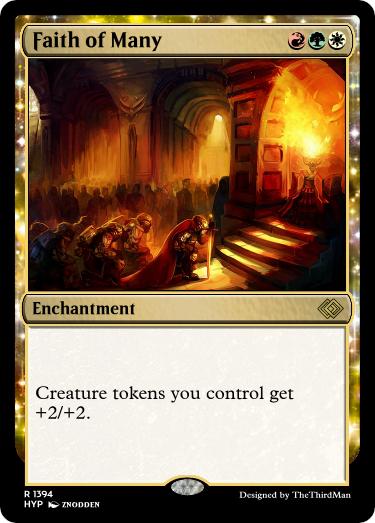 Faith of Many
Enchantment
Creature tokens you control get
+2/+2.
R 1394
HYP ZNODDEN
Designed by TheThirdMan